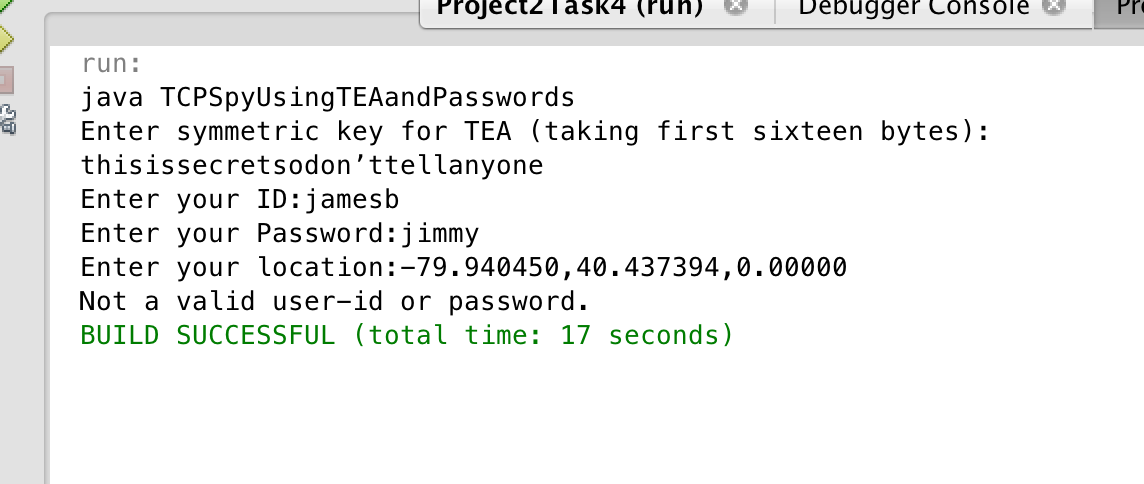 Project2Task4 (run) Debugger Console Pr
run:
java TCPSpyUsingTEAandPasswords
Enter symmetric key for TEA (taking first sixteen bytes):
thisissecretsodon’ttellanyone
Enter your ID:jamesb
Enter your Password:jimmy
Enter your location:-79.940450,40.437394,0.00000
Not a valid user-id or password.
BUILD SUCCESSFUL (total time: 17 seconds)